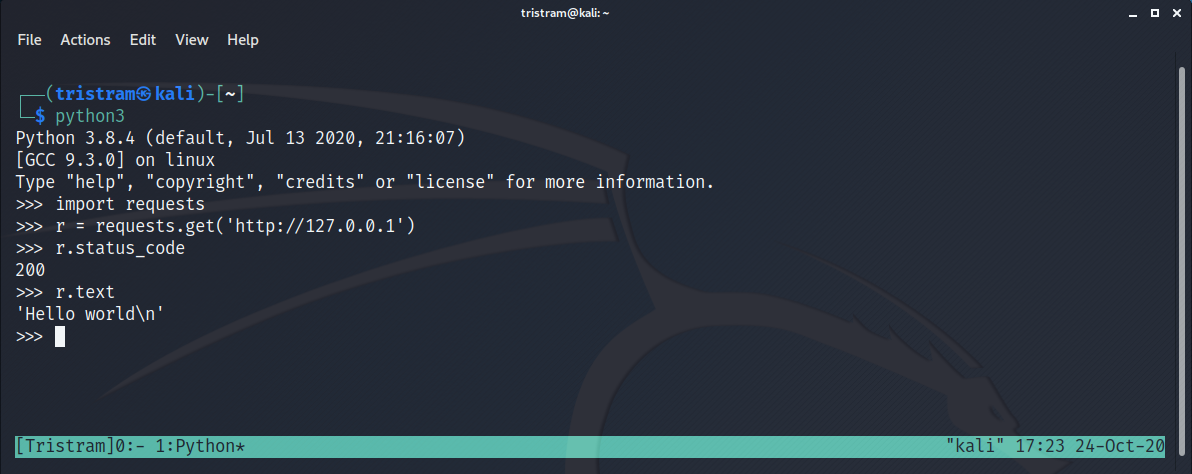 tristram@kali: ~
File Actions Edit View Help
┌──(tristram㉿kali)-[~]
└─$ python3
Python 3.8.4 (default, Jul 13 2020, 21:16:07)
[GCC 9.3.0] on linux
Type "help", "copyright", "credits" or "license" for more information.
>>> import requests
>>> r = requests.get('http://127.0.0.1')
>>> r.status_code
200
>>> r.text
'Hello world\n'
>>>
[Tristram]0:- 1:Python* "kali" 17:23 24-Oct-20